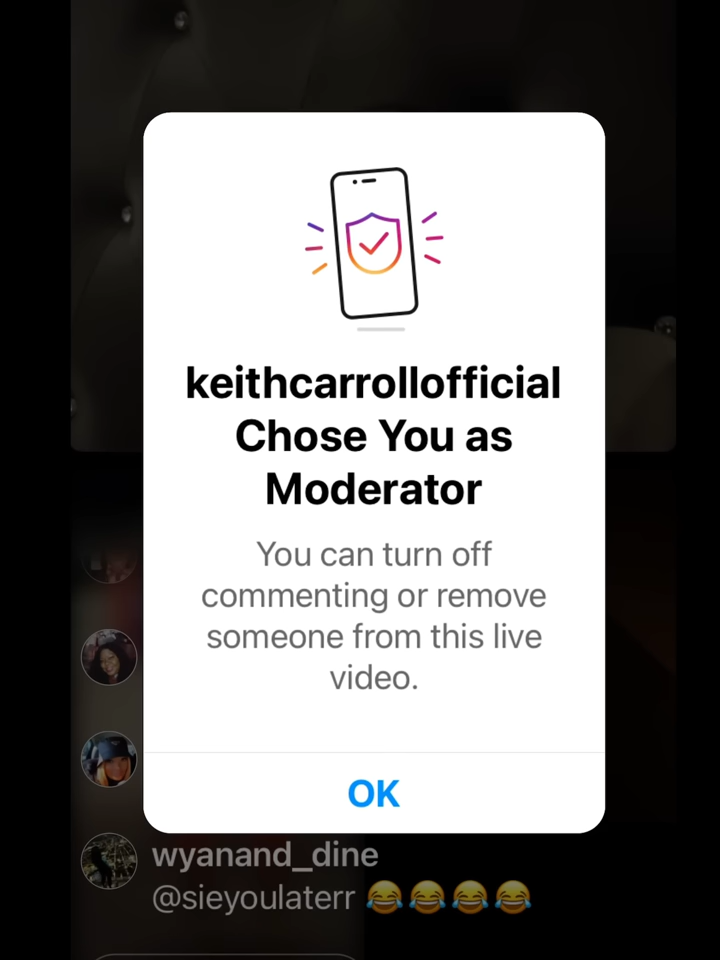 keithcarrollofficial
Chose You as
Moderator
You can turn off
commenting or remove
someone from this live
video.
OK
wyanand_dine
@sieyoulaterr 😂😂😂😂